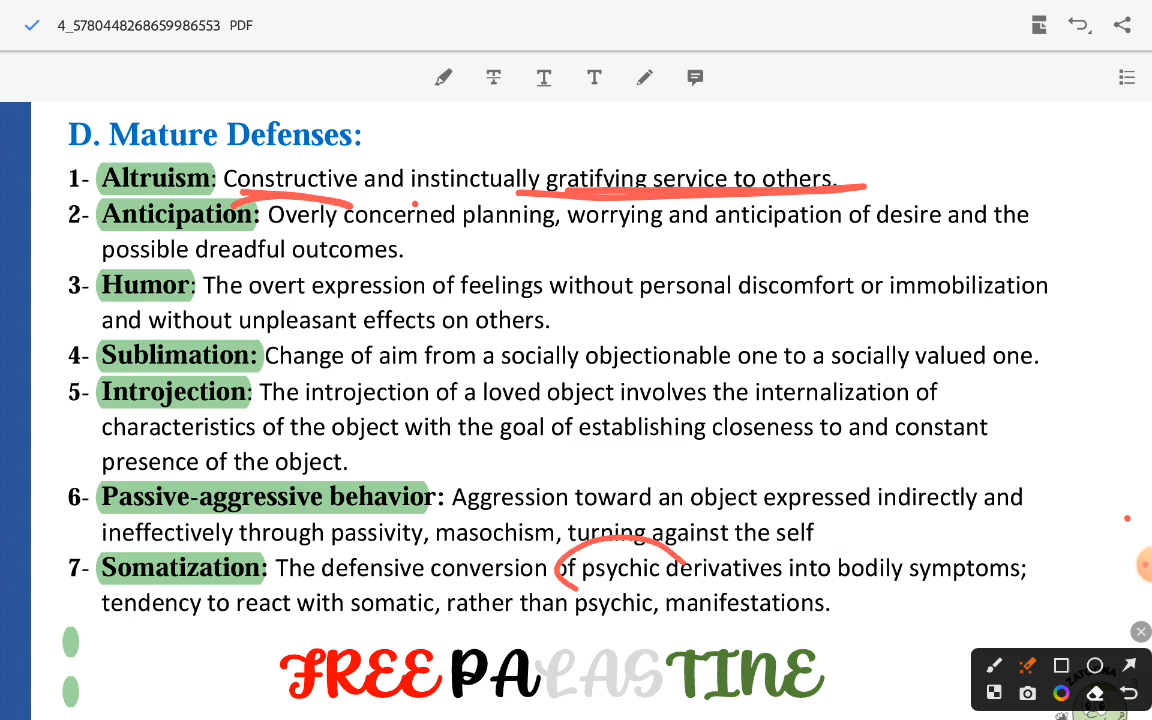 4_5780448268659986553 PDF
D. Mature Defenses:
1- Altruism: Constructive and instinctually gratifying service to others.
2- Anticipation: Overly concerned planning, worrying and anticipation of desire and the
possible dreadful outcomes.
3- Humor: The overt expression of feelings without personal discomfort or immobilization
and without unpleasant effects on others.
4- Sublimation: Change of aim from a socially objectionable one to a socially valued one.
5- Introjection: The introjection of a loved object involves the internalization of
characteristics of the object with the goal of establishing closeness to and constant
presence of the object.
6- Passive-aggressive behavior: Aggression toward an object expressed indirectly and
ineffectively through passivity, masochism, turning against the self
7- Somatization: The defensive conversion of psychic derivatives into bodily symptoms;
tendency to react with somatic, rather than psychic, manifestations.
FREE PALASTINE